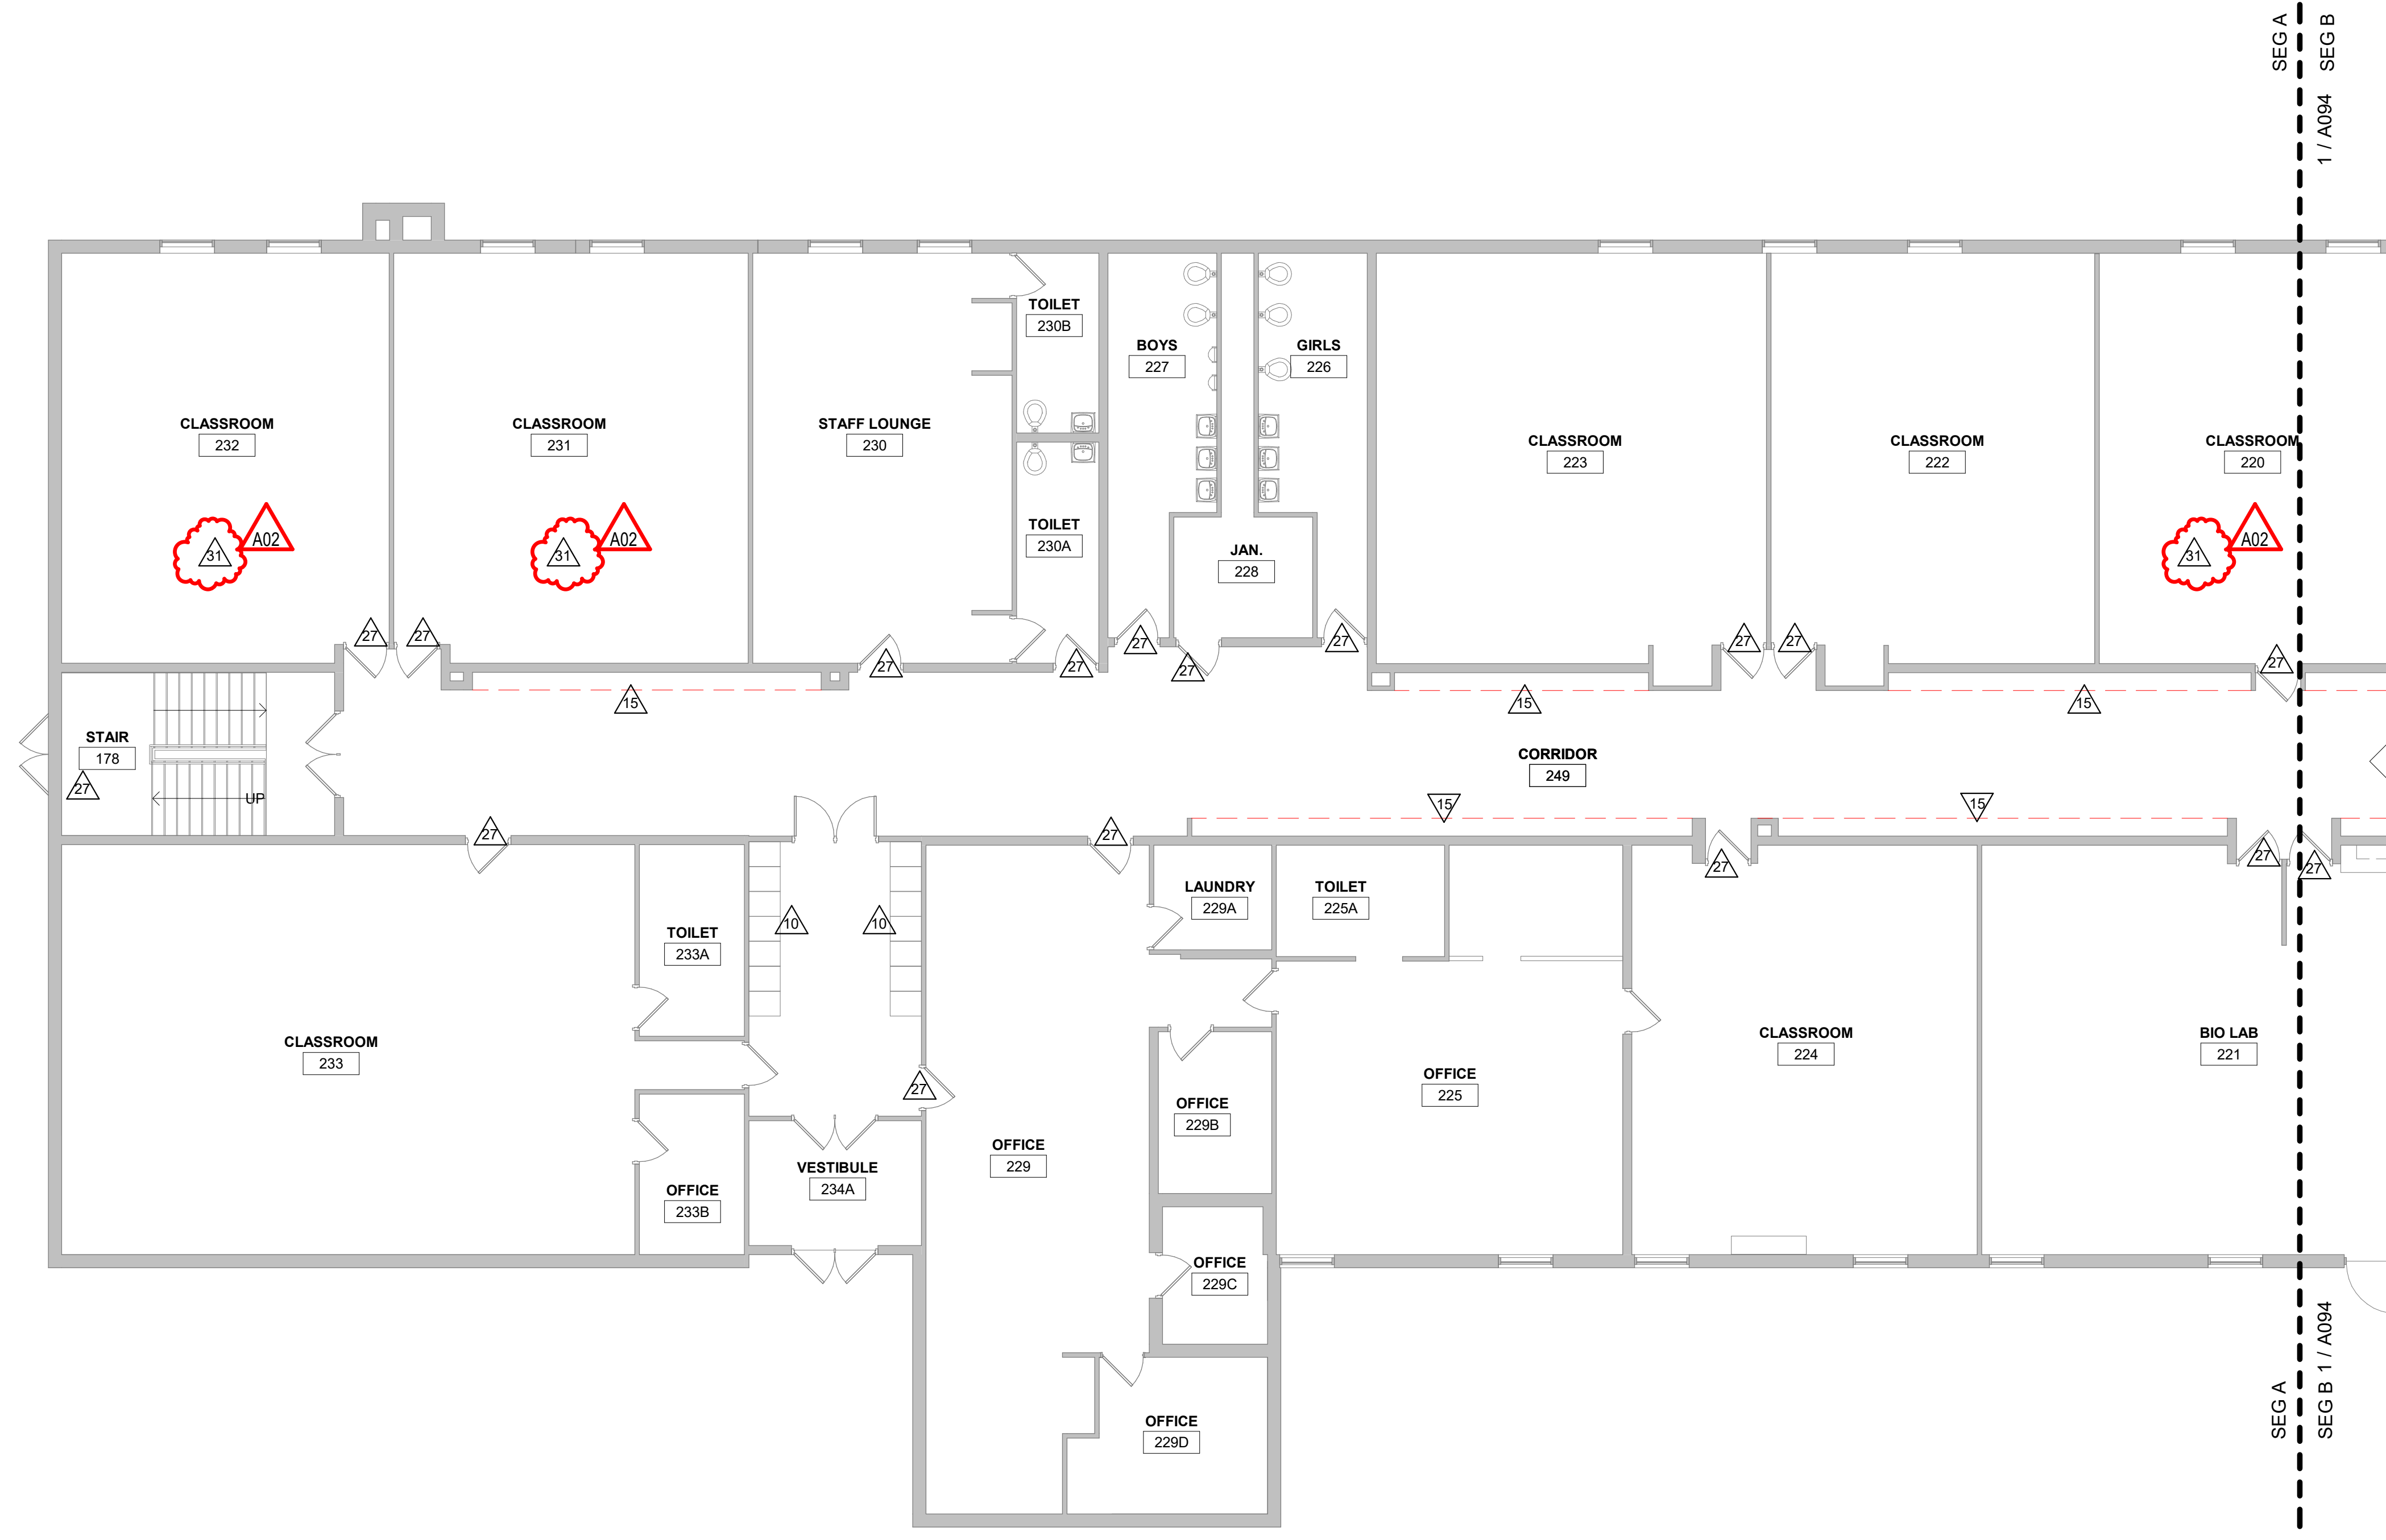 SEG A
SEG B
1 / A094
CLASSROOM
232
31
A02
CLASSROOM
231
31
A02
STAFF LOUNGE
230
TOILET
230B
TOILET
230A
BOYS
227
GIRLS
226
JAN.
228
CLASSROOM
223
CLASSROOM
222
CLASSROOM
220
31
A02
27
27
27
27
27
27
27
27
27
27
15
15
15
STAIR
178
27
UP
CORRIDOR
249
15
15
27
27
27
27
27
10
10
CLASSROOM
233
TOILET
233A
OFFICE
233B
VESTIBULE
234A
27
OFFICE
229
LAUNDRY
229A
OFFICE
229B
OFFICE
229C
OFFICE
229D
TOILET
225A
OFFICE
225
CLASSROOM
224
BIO LAB
221
SEG A
SEG B 1 / A094